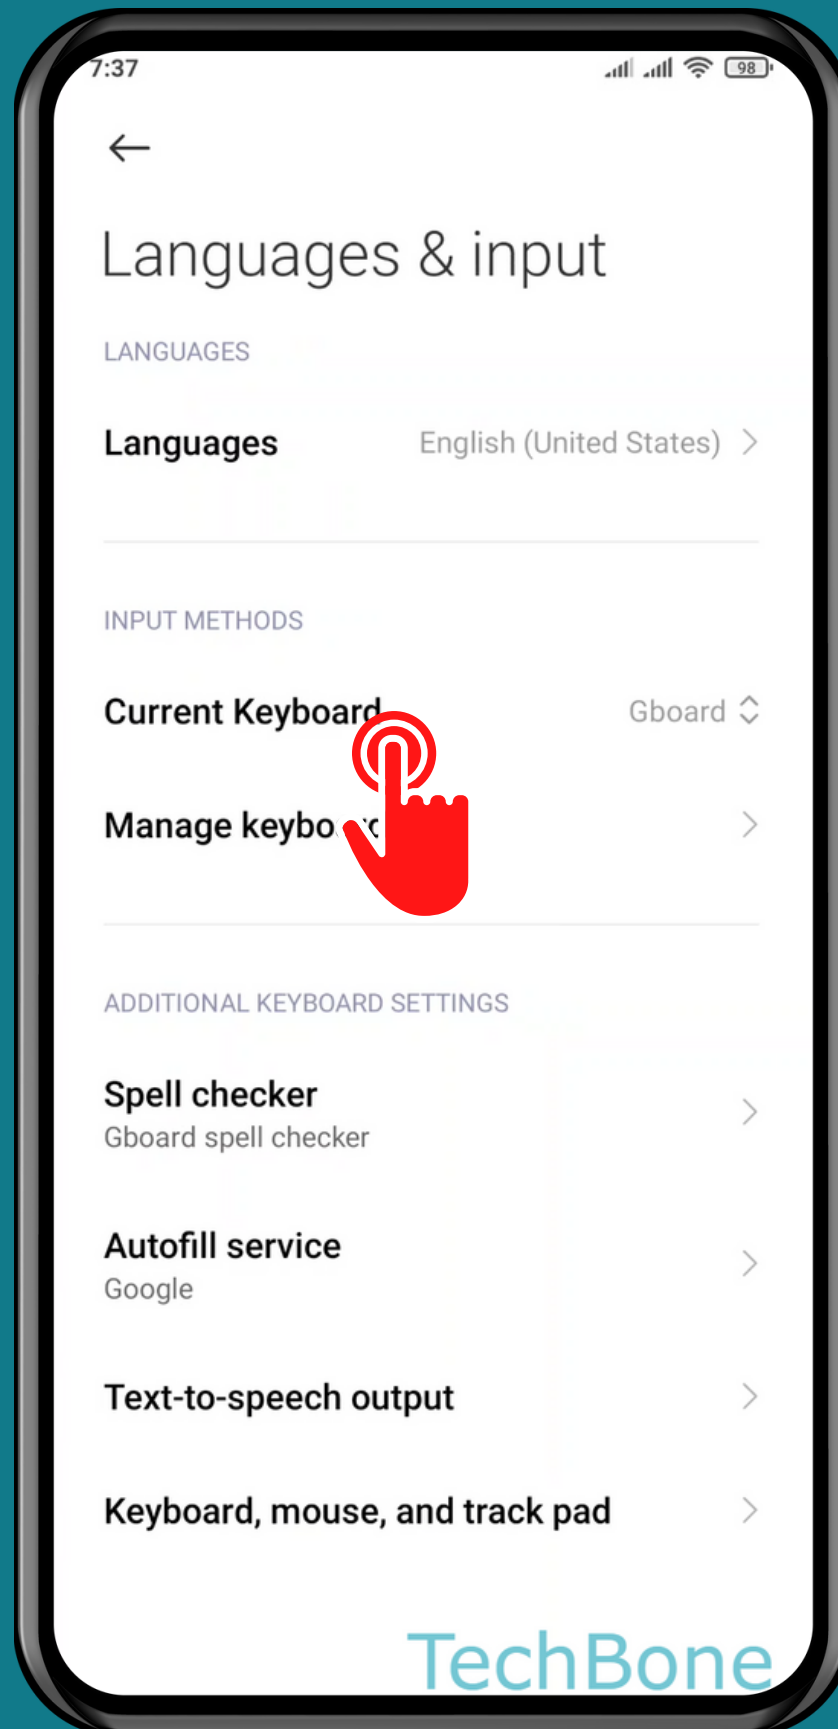 7:37
98
Languages & input
LANGUAGES
Languages
English (United States)
INPUT METHODS
Current Keyboard
Gboard
Manage
ADDITIONAL KEYBOARD SETTINGS
Spell checker
Gboard spell checker
Autofill service
Google
Text-to-speech output
Keyboard, mouse, and track pad
TechBone